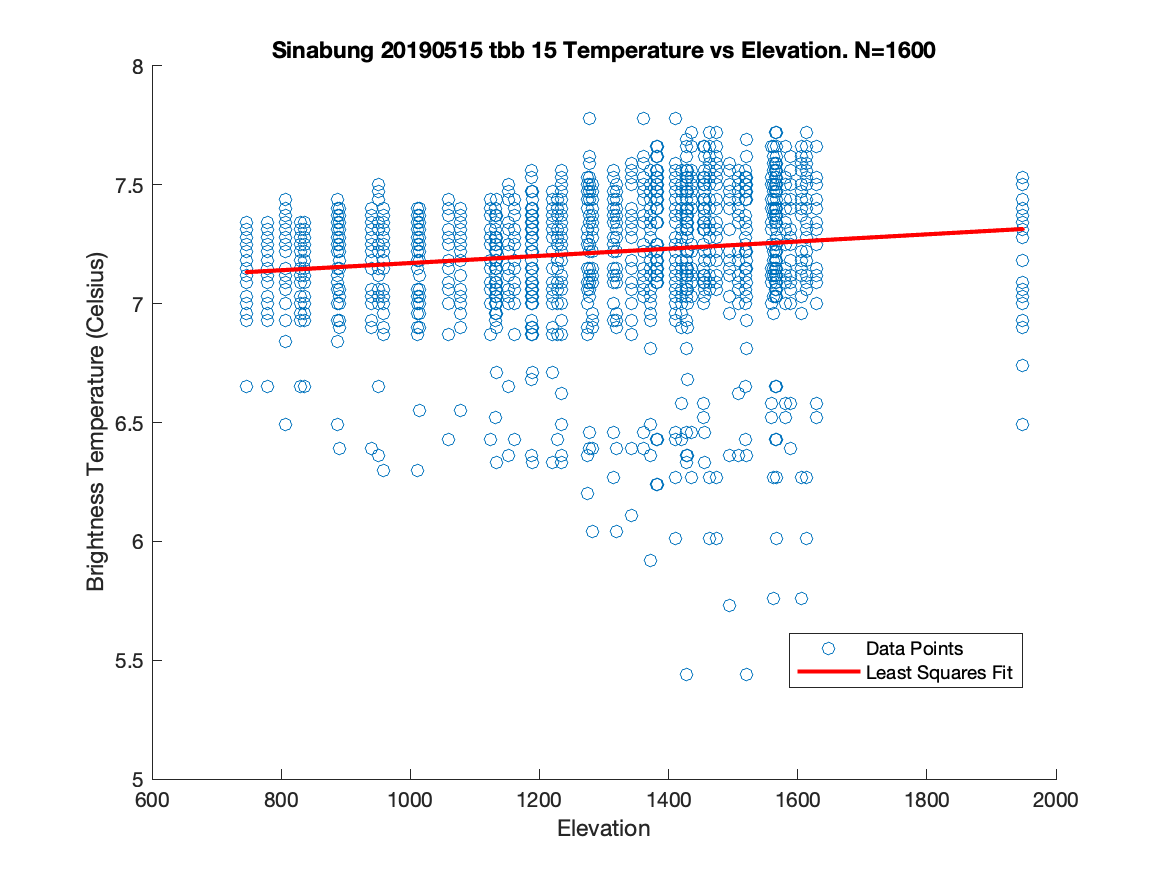 Sinabung 20190515 tbb 15 Temperature vs Elevation. N=1600
8
7.5
7
6.5
6
5.5
5
Brightness Temperature (Celsius)
Data Points
Least Squares Fit
600 800 1000 1200 1400 1600 1800 2000
Elevation